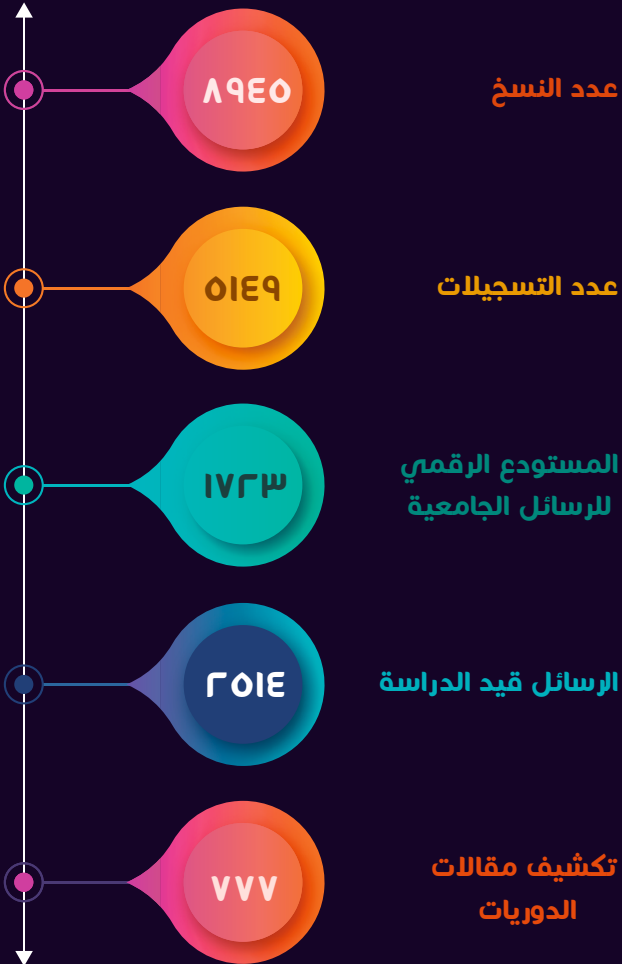 عدد النسخ
٨٩٤٥
عدد التسجيلات
٥١٤٩
المستودع الرقمي
للرسائل الجامعية
١٧٢٣
الرسائل قيد الدراسة
٢٥١٤
تكشيف مقالات
الدوريات
٧٧٧